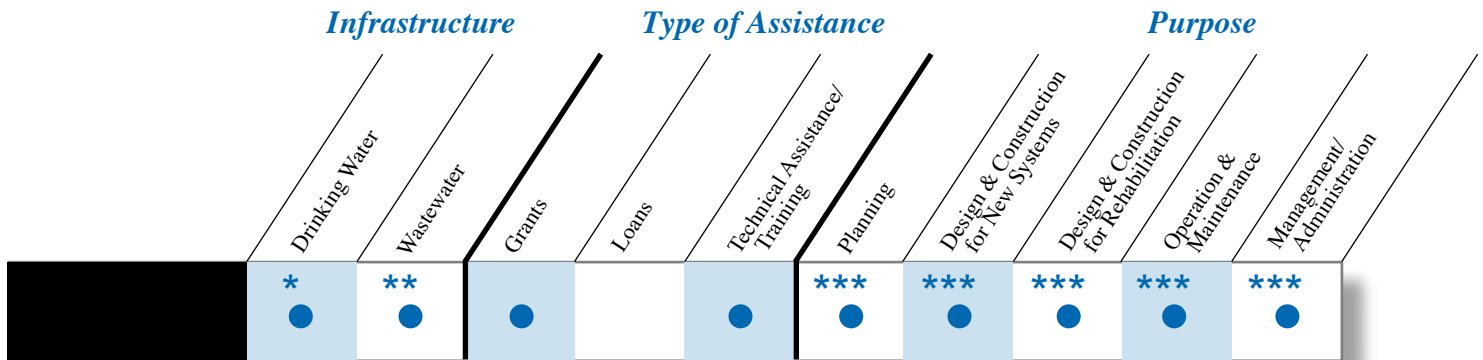 Infrastructure Type of Assistance Purpose
Drinking Water
Wastewater
Grants
Loans
Technical Assistance/
Training
Planning
Design & Construction
for New Systems
Design & Construction
for Rehabilitation
Operation &
Maintenance
Management/
Administration
* ** *** *** *** *** ***